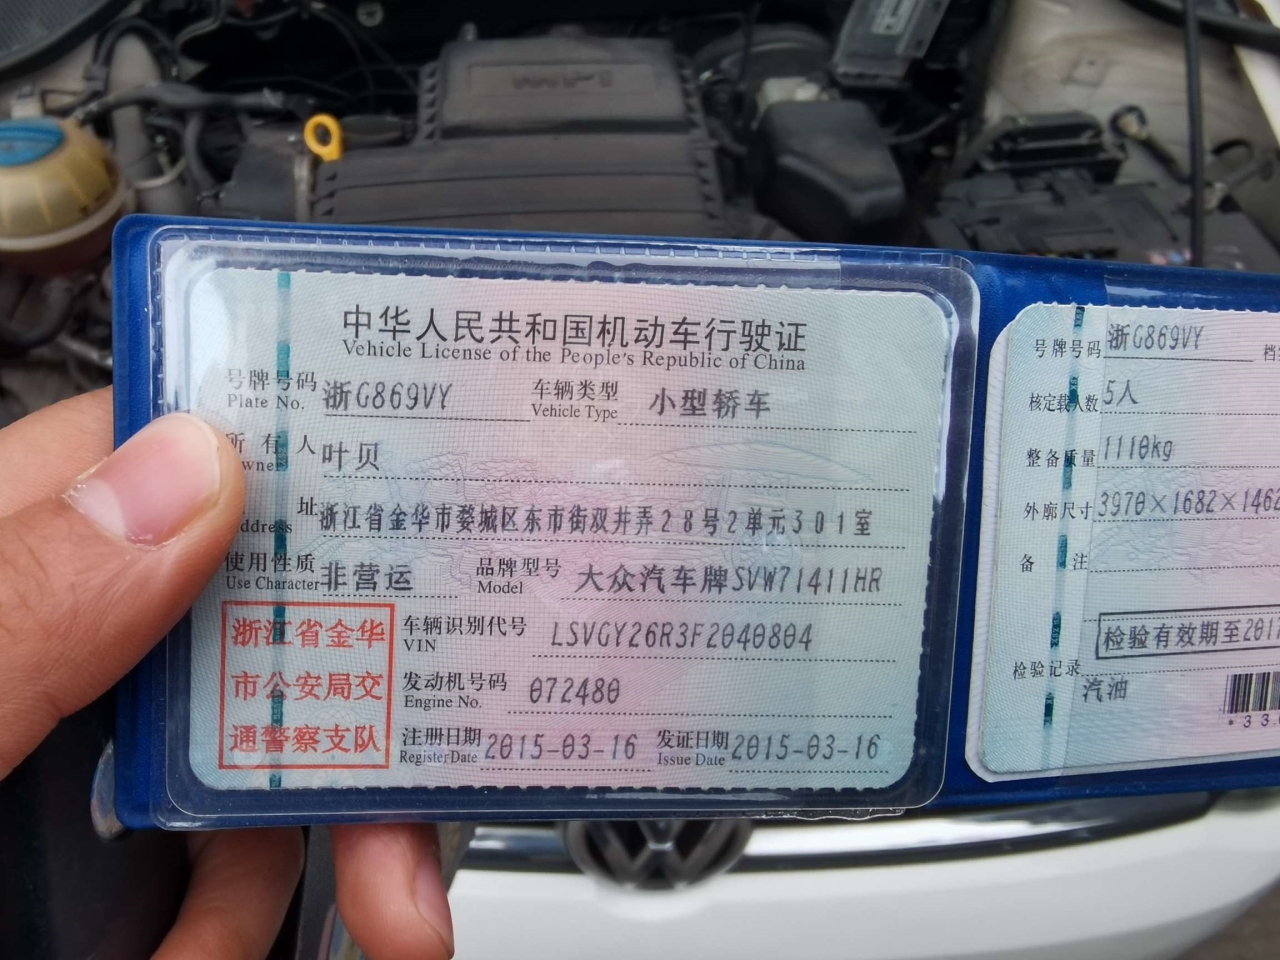 中华人民共和国机动车行驶证
Vehicle License of the People's Republic of China
号牌号码 浙G869VY 车辆类型 小型轿车
Plate No. Vehicle Type
所有人 叶贝
址 浙江省金华市婺城区东市街双井弄28号2单元301室
使用性质 非营运 品牌型号 大众汽车牌SVW71411HR
Use Character Model
浙江省金华
市公安局交
通警察支队
车辆识别代号 LSVGY26R3F2040804
VIN
发动机号码 072480
Engine No.
注册日期 2015-03-16 发证日期 2015-03-16
Register Date Issue Date
号牌号码 浙G869VY 档
核定载人数 5人
整备质量 1110kg
外廓尺寸 3970×1682×1462
备注
检验有效期至201
检验记录
汽油
*33
MPI